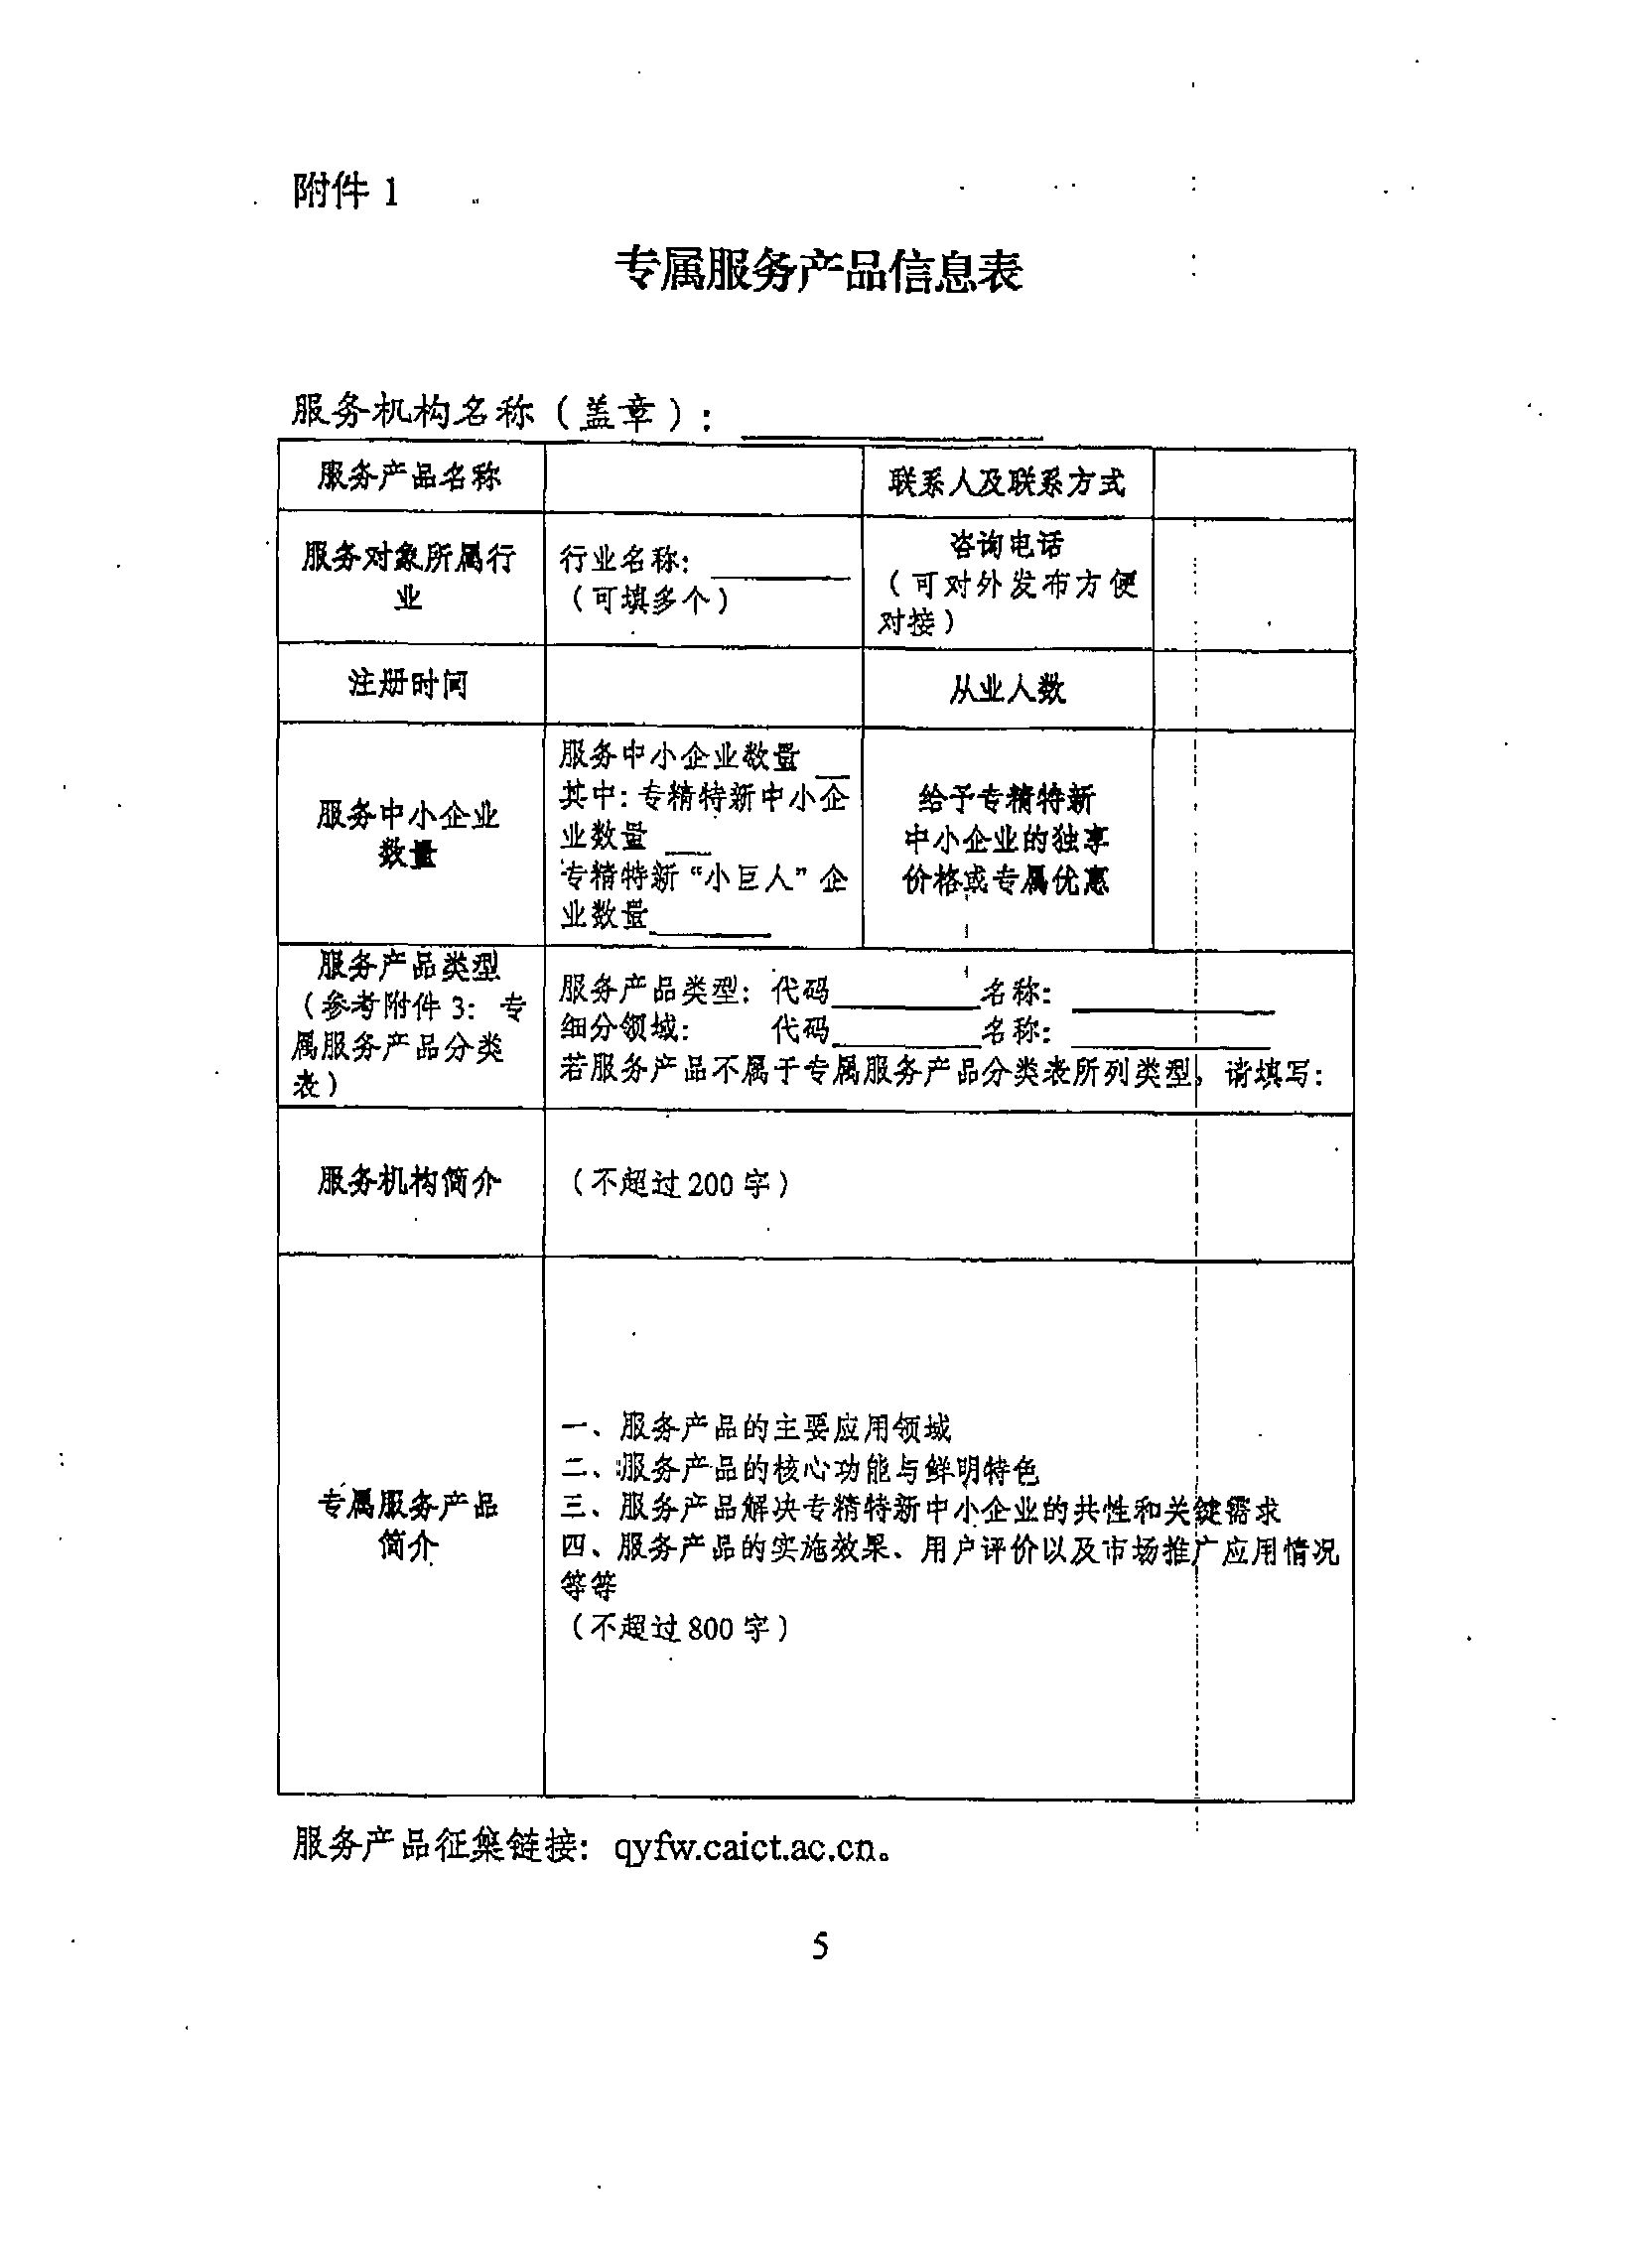 附件 1
专属服务产品信息表
服务机构名称（盖章）：
服务产品名称
联系人及联系方式
服务对象所属行
业
行业名称：
（可填多个）
咨询电话
（可对外发布方便
对接）
注册时间
从业人数
服务中小企业
数量
服务中小企业数量
其中：专精特新中小企
业数量
专精特新“小巨人”企
业数量
给予专精特新
中小企业的独享
价格或专属优惠
服务产品类型
（参考附件 3：专
属服务产品分类
表）
服务产品类型：代码 名称：
细分领域： 代码 名称：
若服务产品不属于专属服务产品分类表所列类型，请填写：
服务机构简介
（不超过 200 字）
专属服务产品
简介
一、服务产品的主要应用领域
二、服务产品的核心功能与鲜明特色
三、服务产品解决专精特新中小企业的共性和关键需求
四、服务产品的实施效果、用户评价以及市场推广应用情况
等等
（不超过 800 字）
服务产品征集链接：qyfw.caict.ac.cn。
5